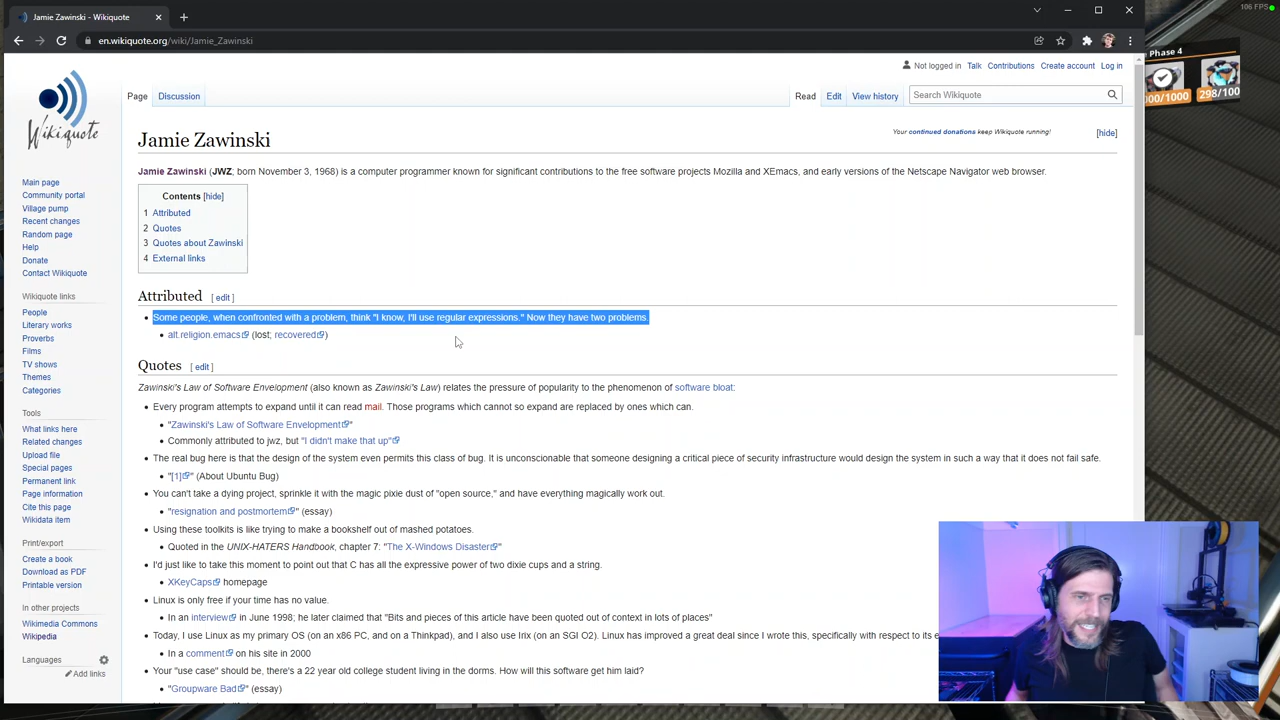 Jamie Zawinski - Wikiquote
106 FPS
en.wikiquote.org/wiki/Jamie_Zawinski
Phase 4
000/1000
298/100
Not logged in Talk Contributions Create account Log in
Page Discussion Read Edit View history Search Wikiquote
Wikiquote
Jamie Zawinski
Your continued donations keep Wikiquote running!
[hide]
Jamie Zawinski (JWZ; born November 3, 1968) is a computer programmer known for significant contributions to the free software projects Mozilla and XEmacs, and early versions of the Netscape Navigator web browser.
Contents [hide]
1 Attributed
2 Quotes
3 Quotes about Zawinski
4 External links
Attributed [ edit ]
Some people, when confronted with a problem, think "I know, I'll use regular expressions." Now they have two problems.
alt.religion.emacs (lost; recovered)
Quotes [ edit ]
Zawinski's Law of Software Envelopment (also known as Zawinski's Law) relates the pressure of popularity to the phenomenon of software bloat:
Every program attempts to expand until it can read mail. Those programs which cannot so expand are replaced by ones which can.
"Zawinski's Law of Software Envelopment"
Commonly attributed to jwz, but "I didn't make that up"
The real bug here is that the design of the system even permits this class of bug. It is unconscionable that someone designing a critical piece of security infrastructure would design the system in such a way that it does not fail safe.
"[1]" (About Ubuntu Bug)
You can't take a dying project, sprinkle it with the magic pixie dust of "open source," and have everything magically work out.
"resignation and postmortem" (essay)
Using these toolkits is like trying to make a bookshelf out of mashed potatoes.
Quoted in the UNIX-HATERS Handbook, chapter 7: "The X-Windows Disaster"
I'd just like to take this moment to point out that C has all the expressive power of two dixie cups and a string.
XKeyCaps homepage
Linux is only free if your time has no value.
In an interview in June 1998; he later claimed that "Bits and pieces of this article have been quoted out of context in lots of places"
Today, I use Linux as my primary OS (on an x86 PC, and on a Thinkpad), and I also use Irix (on an SGI O2). Linux has improved a great deal since I wrote this, specifically with respect to its e
In a comment on his site in 2000
Your "use case" should be, there's a 22 year old college student living in the dorms. How will this software get him laid?
"Groupware Bad" (essay)
Main page
Community portal
Village pump
Recent changes
Random page
Help
Donate
Contact Wikiquote
Wikiquote links
People
Literary works
Proverbs
Films
TV shows
Themes
Categories
Tools
What links here
Related changes
Upload file
Special pages
Permanent link
Page information
Cite this page
Wikidata item
Print/export
Create a book
Download as PDF
Printable version
In other projects
Wikimedia Commons
Wikipedia
Languages
Add links